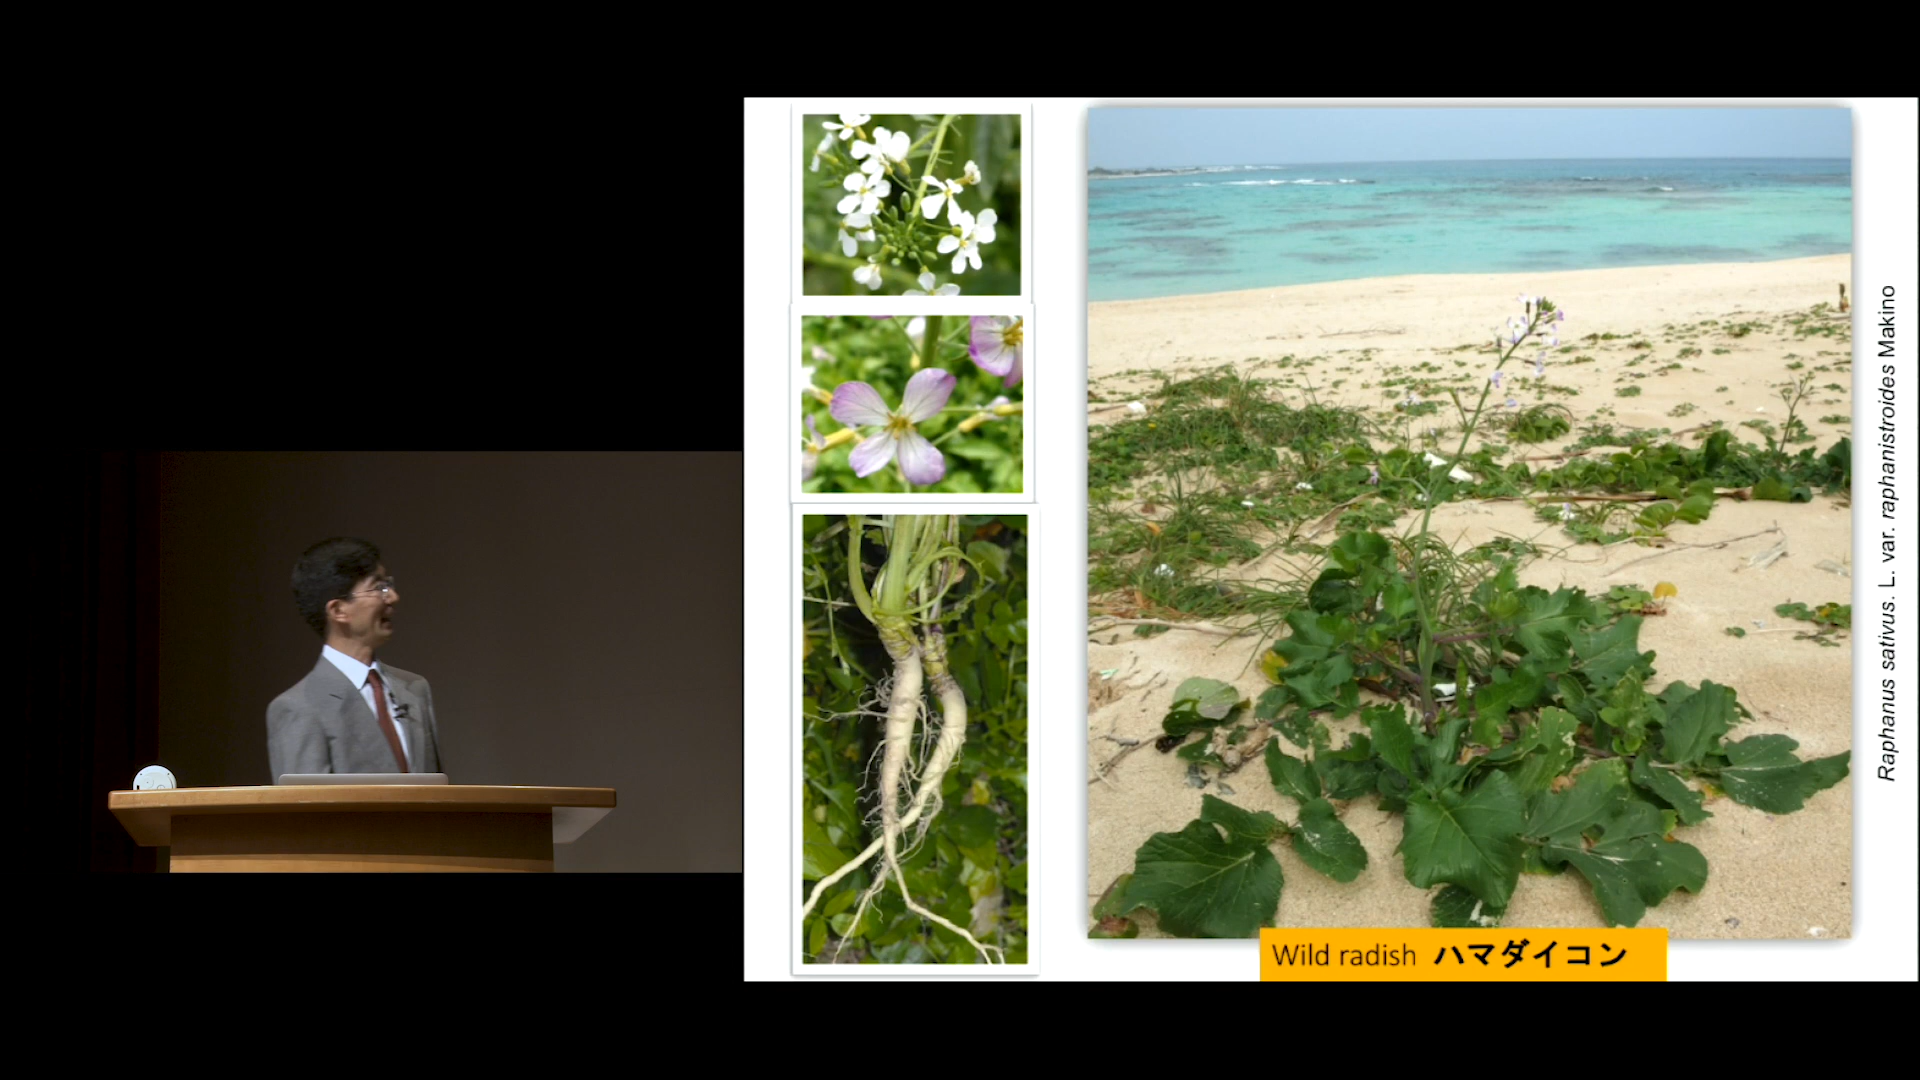 Raphanus sativus. L. var. raphanistroides Makino
Wild radish ハマダイコン